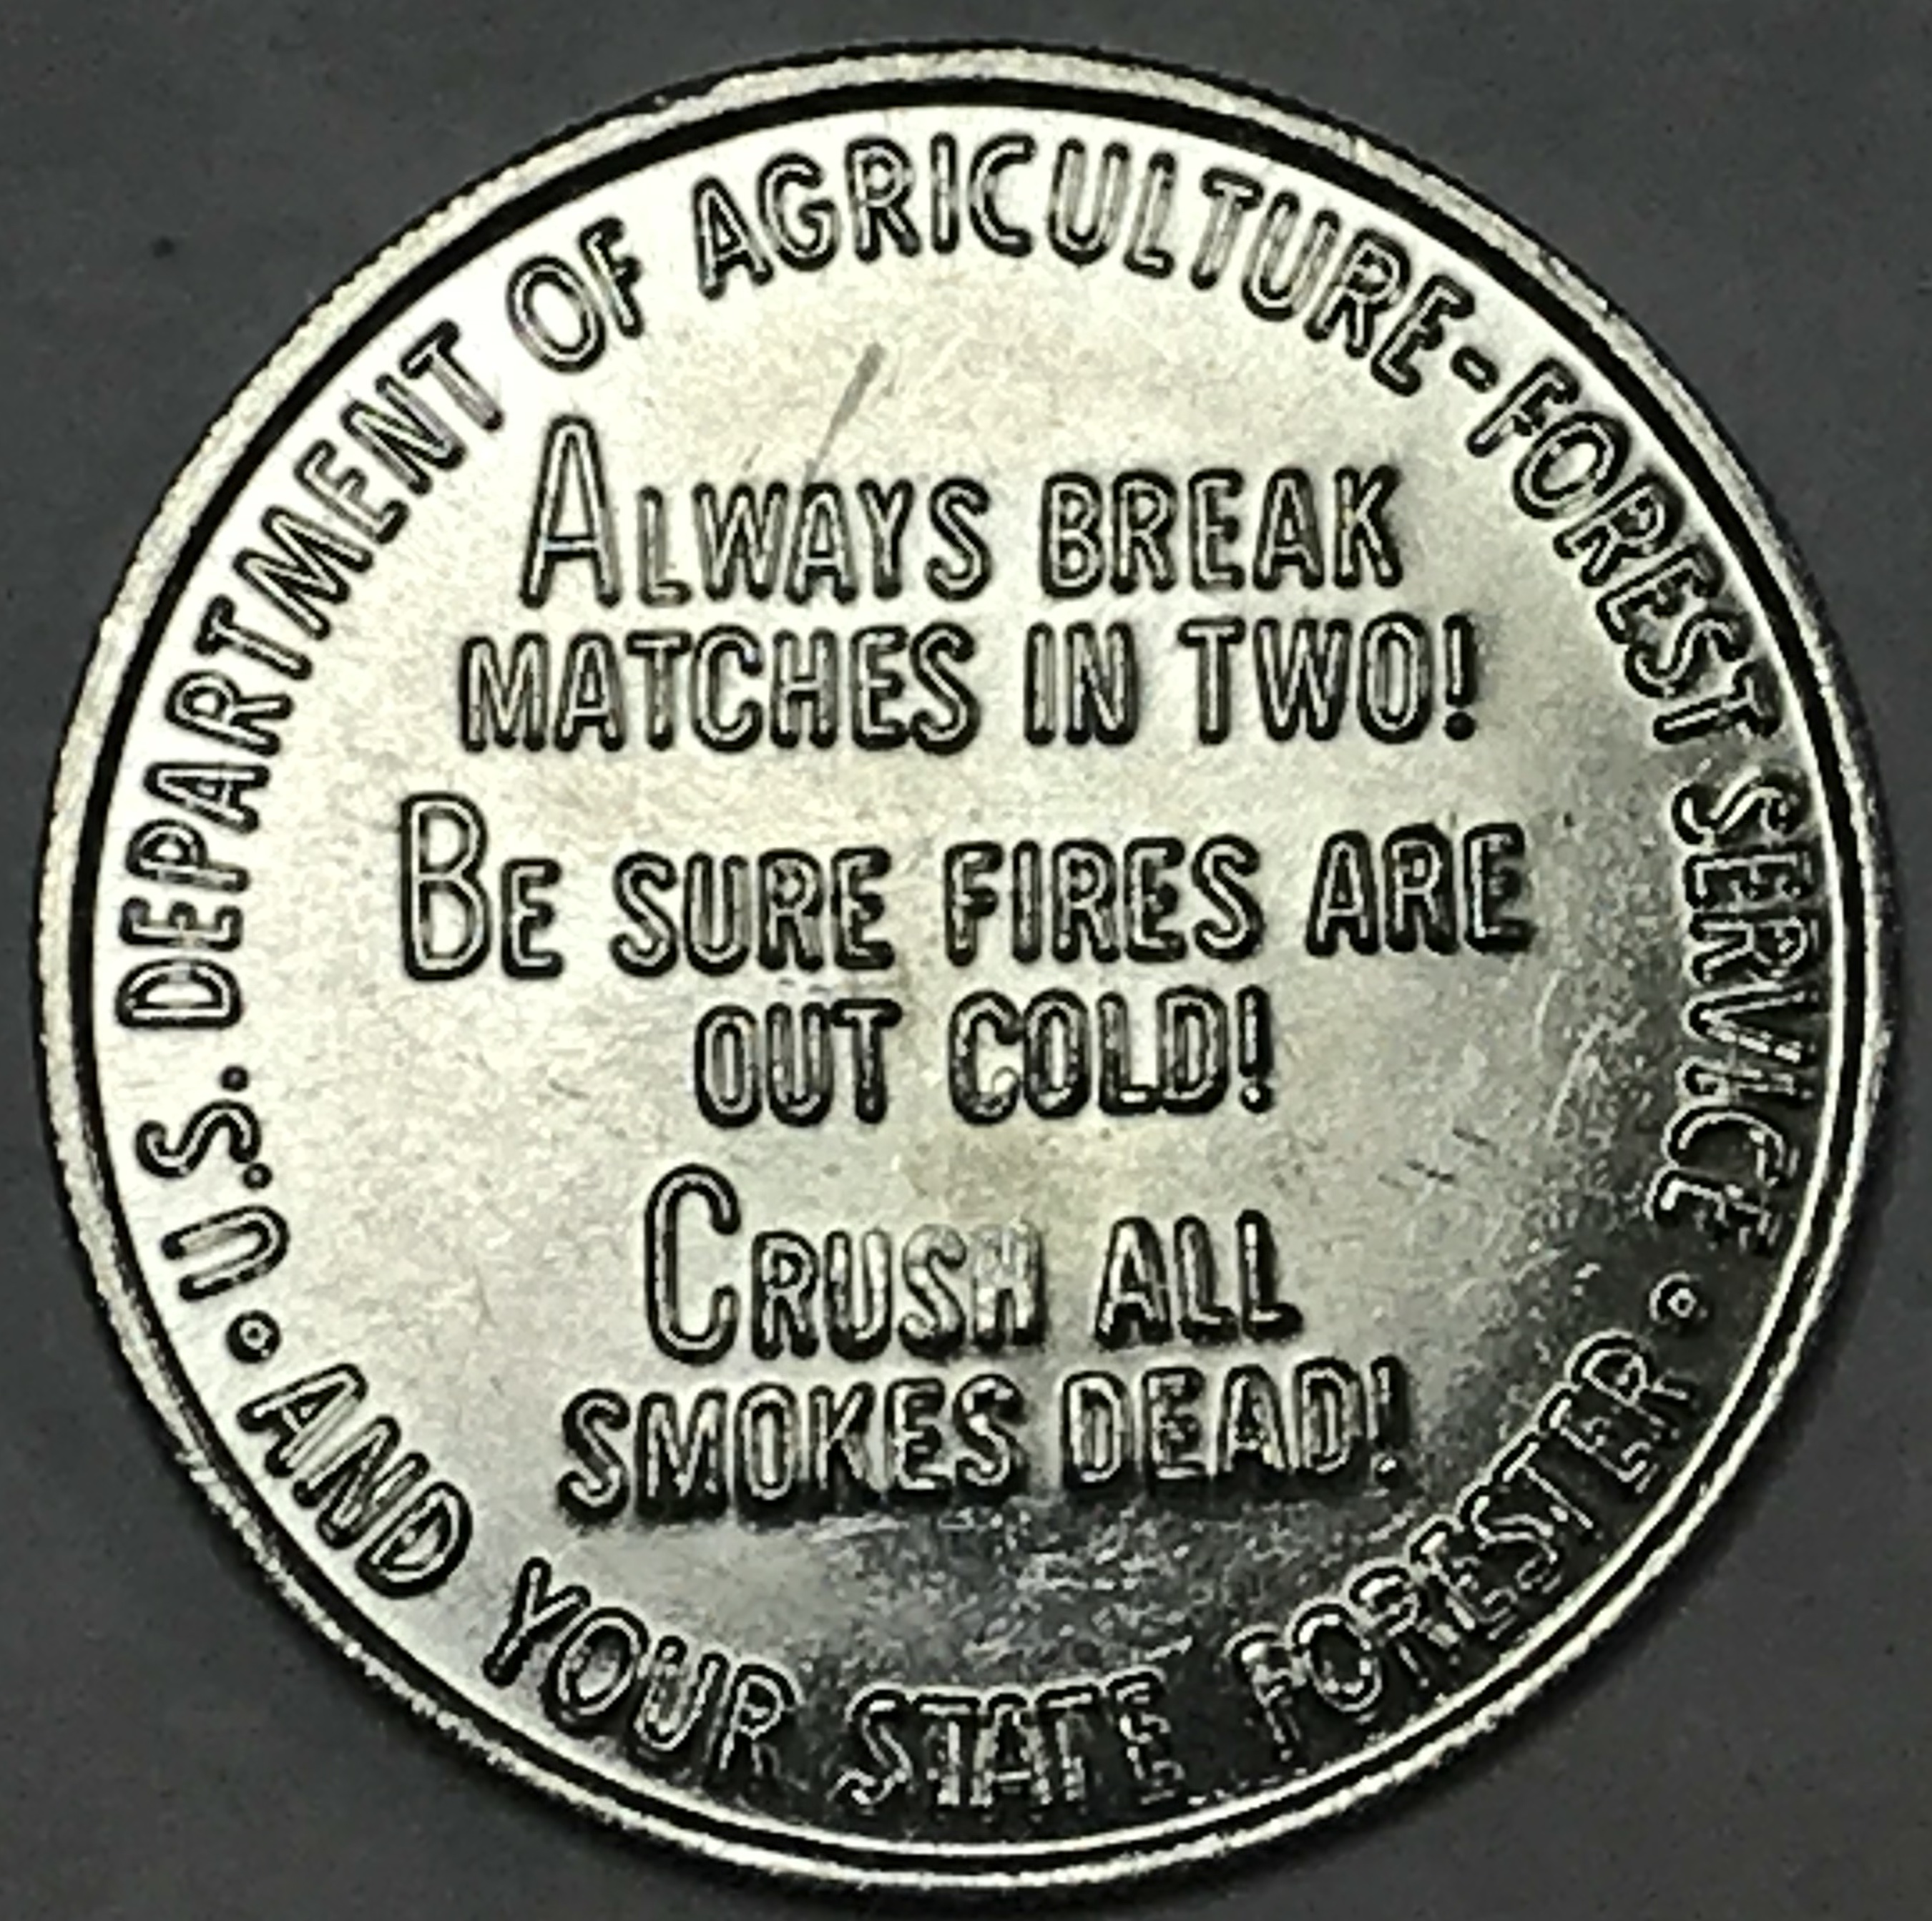 U.S. DEPARTMENT OF AGRICULTURE-FOREST SERVICE
ALWAYS BREAK
MATCHES IN TWO!
BE SURE FIRES ARE
OUT COLD!
CRUSH ALL
SMOKES DEAD!
• AND YOUR STATE FORESTER •